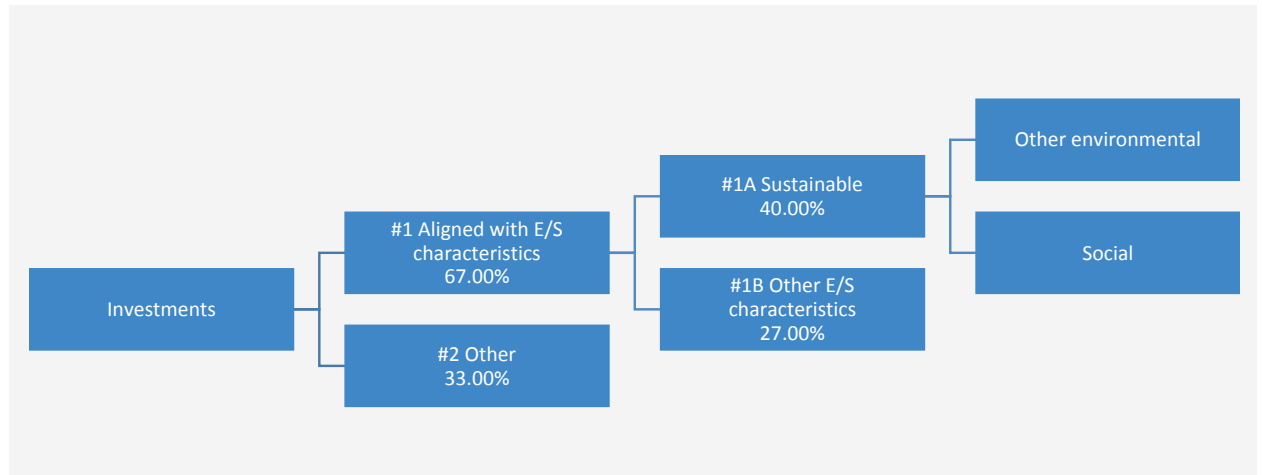 Investments
#1 Aligned with E/S
characteristics
67.00%
#2 Other
33.00%
#1A Sustainable
40.00%
#1B Other E/S
characteristics
27.00%
Other environmental
Social